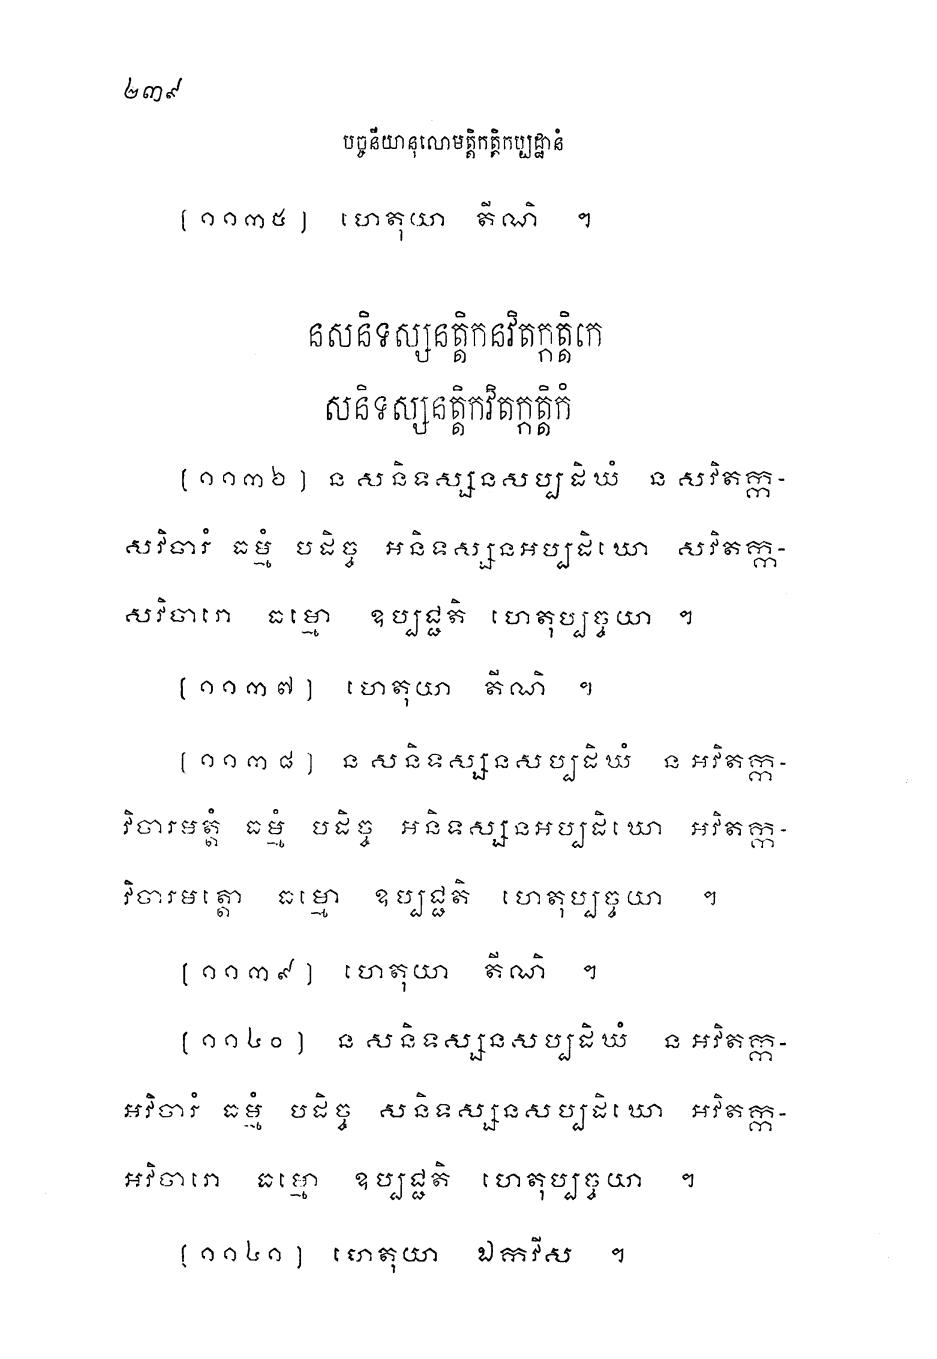 ២៣៩
បច្ចនីយានុលោមត្តិកត្តិកប្បដ្ឋានំ
[១១៣៥] ហេតុយា តីណិ ។
នសនិទស្សនត្តិកនវិតក្កត្តិកេ
សនិទស្សនត្តិកវិតក្កត្តិកំ
[១១៣៦] ន សនិទស្សនសប្បដិឃំ ន សវិតក្ក-
សវិចារំ ធម្មំ បដិច្ច អនិទស្សនអប្បដិឃោ សវិតក្ក-
សវិចារោ ធម្មោ ឧប្បជ្ជតិ ហេតុប្បច្ចយា ។
[១១៣៧] ហេតុយា តីណិ ។
[១១៣៨] ន សនិទស្សនសប្បដិឃំ ន អវិតក្ក-
វិចារមត្តំ ធម្មំ បដិច្ច អនិទស្សនអប្បដិឃោ អវិតក្ក-
វិចារមត្តោ ធម្មោ ឧប្បជ្ជតិ ហេតុប្បច្ចយា ។
[១១៣៩] ហេតុយា តីណិ ។
[១១៤០] ន សនិទស្សនសប្បដិឃំ ន អវិតក្ក-
អវិចារំ ធម្មំ បដិច្ច សនិទស្សនសប្បដិឃោ អវិតក្ក-
អវិចារោ ធម្មោ ឧប្បជ្ជតិ ហេតុប្បច្ចយា ។
[១១៤១] ហេតុយា ឯកវីស ។